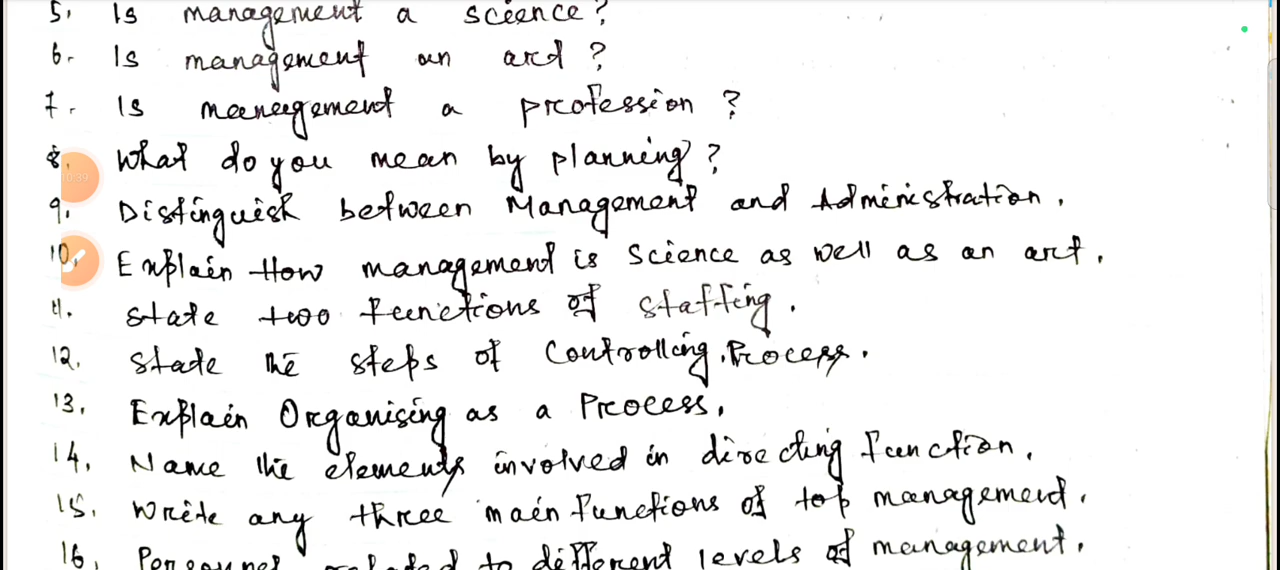 5. Is management a science?
6. Is management an art?
7. Is management a profession?
8. What do you mean by planning?
9. Distinguish between Management and Administration.
10. Explain How management is Science as well as an art.
11. State two functions of Staffing.
12. State the steps of Controlling Process.
13. Explain Organising as a Process.
14. Name the elements involved in directing function.
15. Write any three main functions of top management.
16. Personnel related to different levels of management.